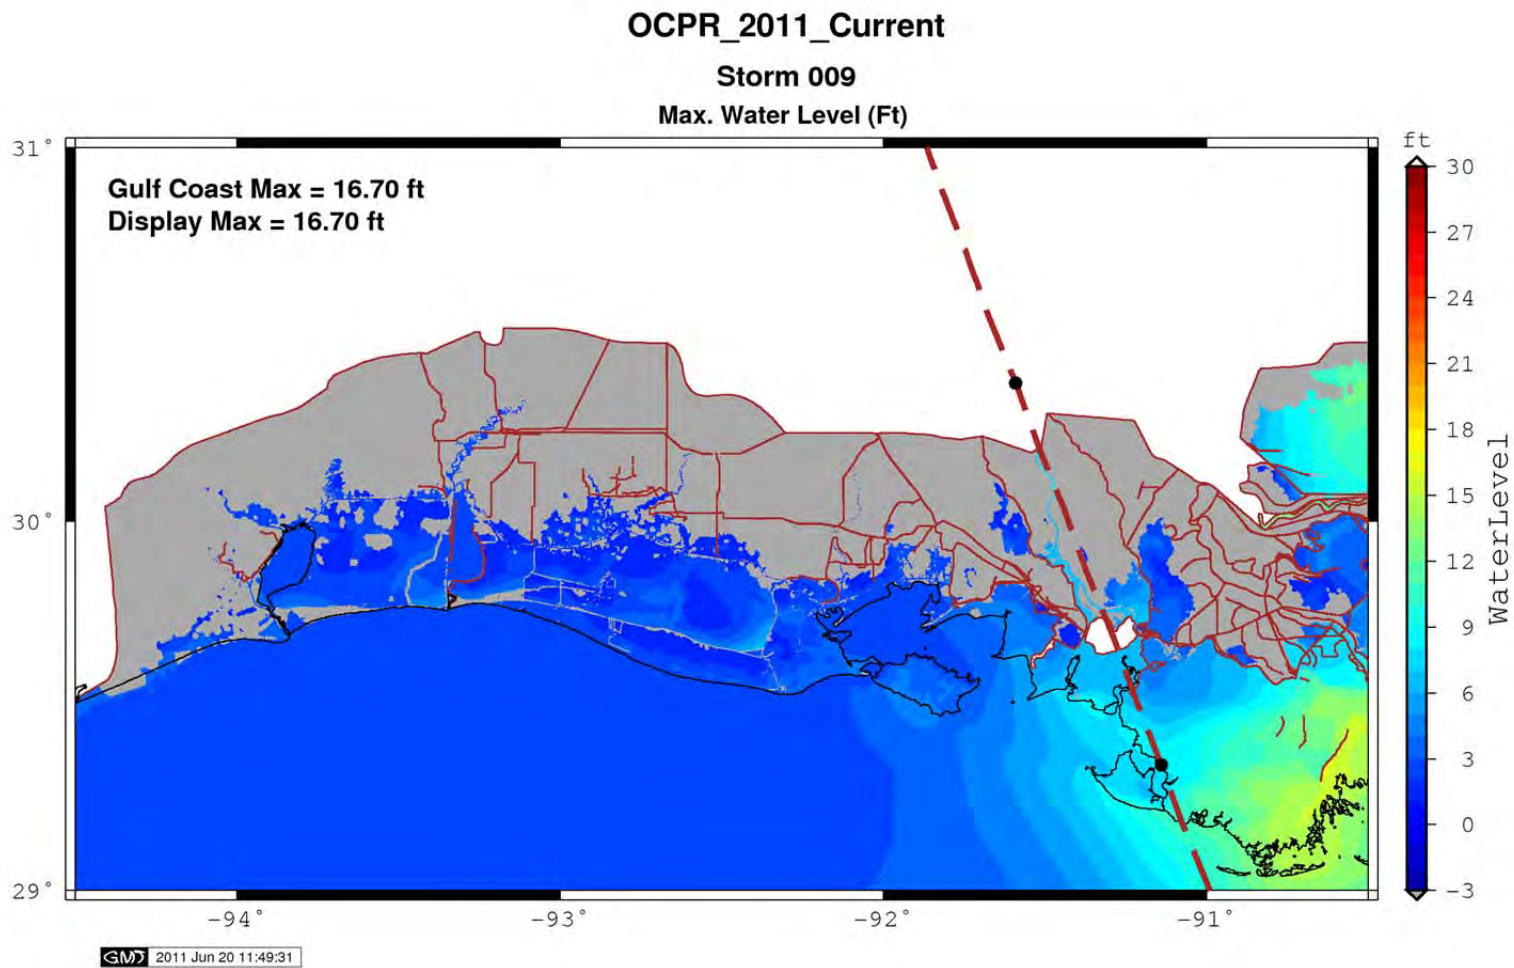 OCPR_2011_Current
Storm 009
Max. Water Level (Ft)
Gulf Coast Max = 16.70 ft
Display Max = 16.70 ft
31°
30°
29°
-94°
-93°
-92°
-91°
ft
30
27
24
21
18
15
12
9
6
3
0
-3
WaterLevel
GMT 2011 Jun 20 11:49:31